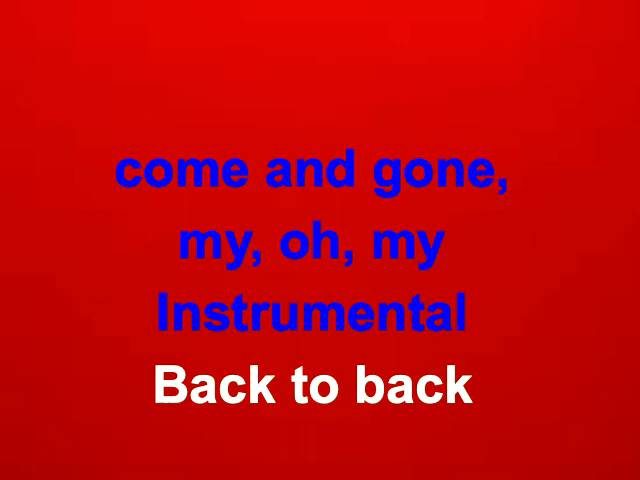 come and gone,
my, oh, my
Instrumental
Back to back